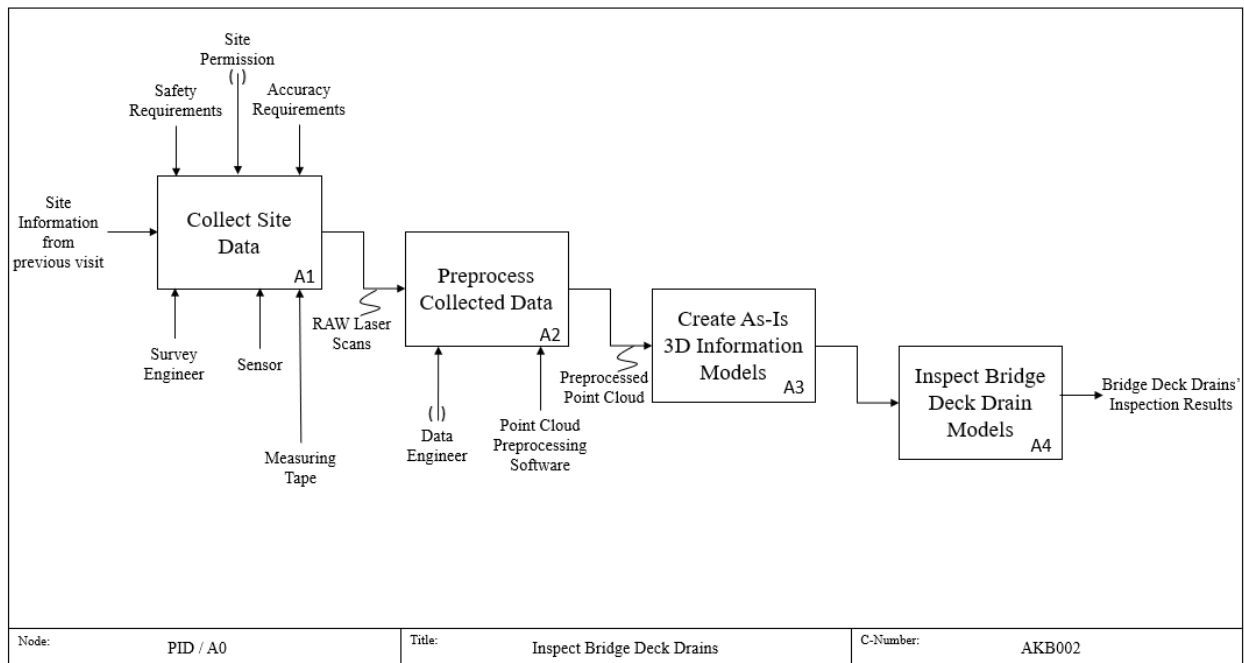 Site
Permission
( )
Safety
Requirements
Accuracy
Requirements
Site
Information
from
previous visit
Collect Site
Data
A1
Survey
Engineer
Sensor
Measuring
Tape
RAW Laser
Scans
Preprocess
Collected Data
A2
( )
Data
Engineer
Point Cloud
Preprocessing
Software
Preprocessed
Point Cloud
Create As-Is
3D Information
Models
A3
Inspect Bridge
Deck Drain
Models
A4
Bridge Deck Drains’
Inspection Results
Node:
PID / A0
Title:
Inspect Bridge Deck Drains
C-Number:
AKB002